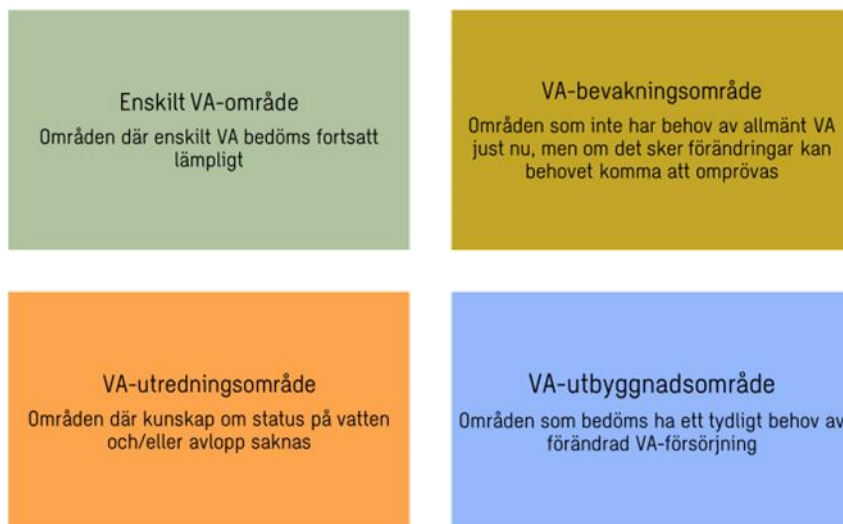 Enskilt VA-område
Områden där enskilt VA bedöms fortsatt
lämpligt
VA-bevakningsområde
Områden som inte har behov av allmänt VA
just nu, men om det sker förändringar kan
behovet komma att omprövas
VA-utredningsområde
Områden där kunskap om status på vatten
och/eller avlopp saknas
VA-utbyggnadsområde
Områden som bedöms ha ett tydligt behov av
förändrad VA-försörjning